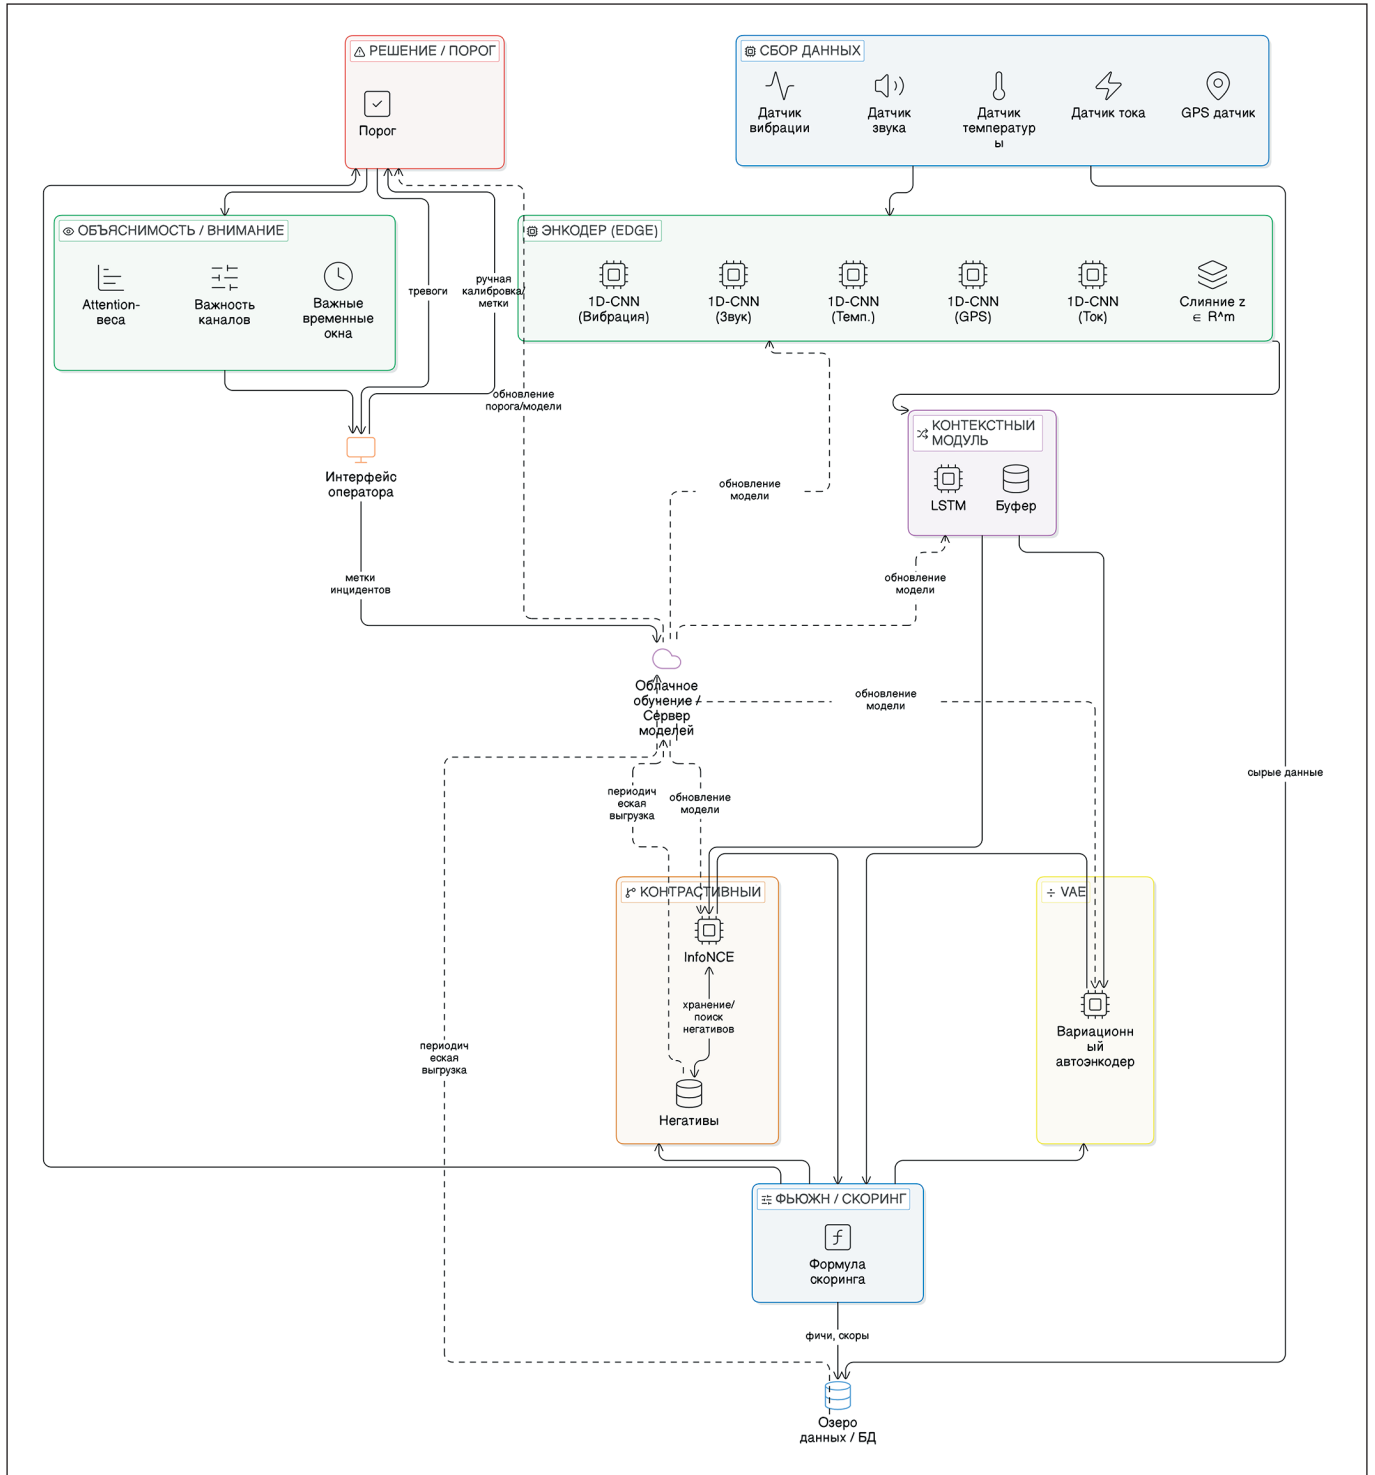 РЕШЕНИЕ / ПОРОГ
Порог
СБОР ДАННЫХ
Датчик
вибрации
Датчик
звука
Датчик
температур
ы
Датчик тока
GPS датчик
ОБЪЯСНИМОСТЬ / ВНИМАНИЕ
Attention-
веса
Важность
каналов
Важные
временные
окна
тревоги
ручная
калибровка/
метки
ЭНКОДЕР (EDGE)
1D-CNN
(Вибрация)
1D-CNN
(Звук)
1D-CNN
(Темп.)
1D-CNN
(GPS)
1D-CNN
(Ток)
Слияние z
∈ R^m
обновление
порога/модели
КОНТЕКСТНЫЙ
МОДУЛЬ
LSTM
Буфер
Интерфейс
оператора
обновление
модели
метки
инцидентов
обновление
модели
Облачное
обучение /
Сервер
моделей
обновление
модели
сырые данные
периодич
еская
выгрузка
обновление
модели
КОНТРАСТИВНЫЙ
InfoNCE
хранение/
поиск
негативов
Негативы
VAE
Вариационн
ый
автоэнкодер
периодич
еская
выгрузка
ФЬЮЖН / СКОРИНГ
Формула
скоринга
фичи, скоры
Озеро
данных / БД